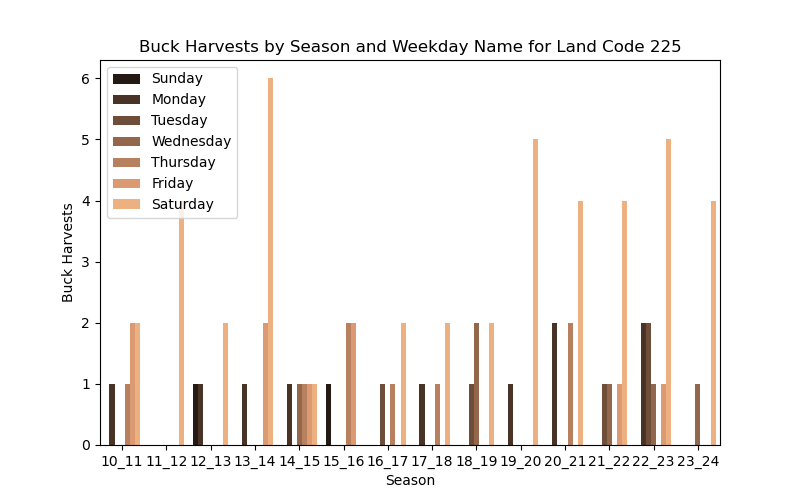 Buck Harvests by Season and Weekday Name for Land Code 225
Sunday
Monday
Tuesday
Wednesday
Thursday
Friday
Saturday
Buck Harvests
6
5
4
3
2
1
0
10_11 11_12 12_13 13_14 14_15 15_16 16_17 17_18 18_19 19_20 20_21 21_22 22_23 23_24
Season